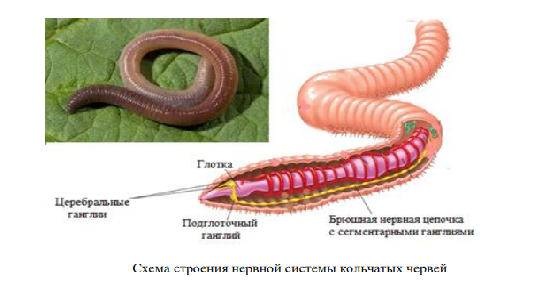 Глотка
Церебральные
ганглии
Подглоточный
ганглий
Брюшная нервная цепочка
с сегментарными ганглиями
Схема строения нервной системы кольчатых червей